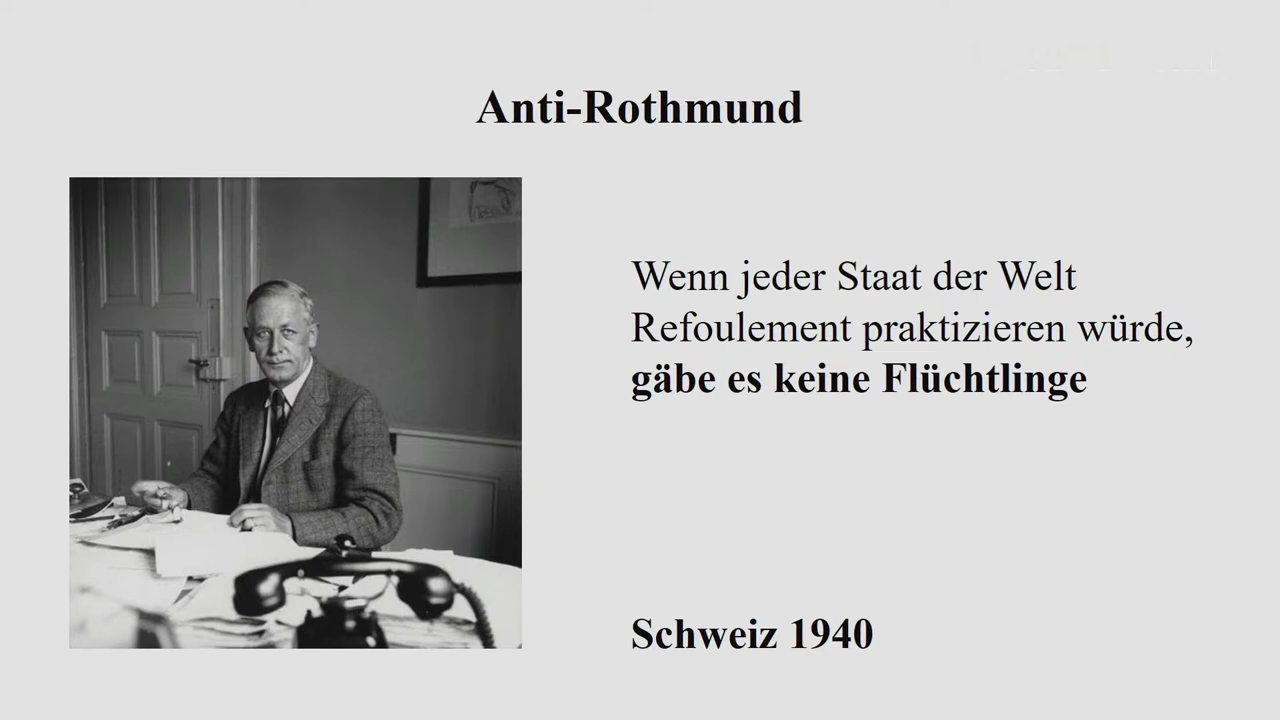 Anti-Rothmund
Wenn jeder Staat der Welt
Refoulement praktizieren würde,
gäbe es keine Flüchtlinge
Schweiz 1940